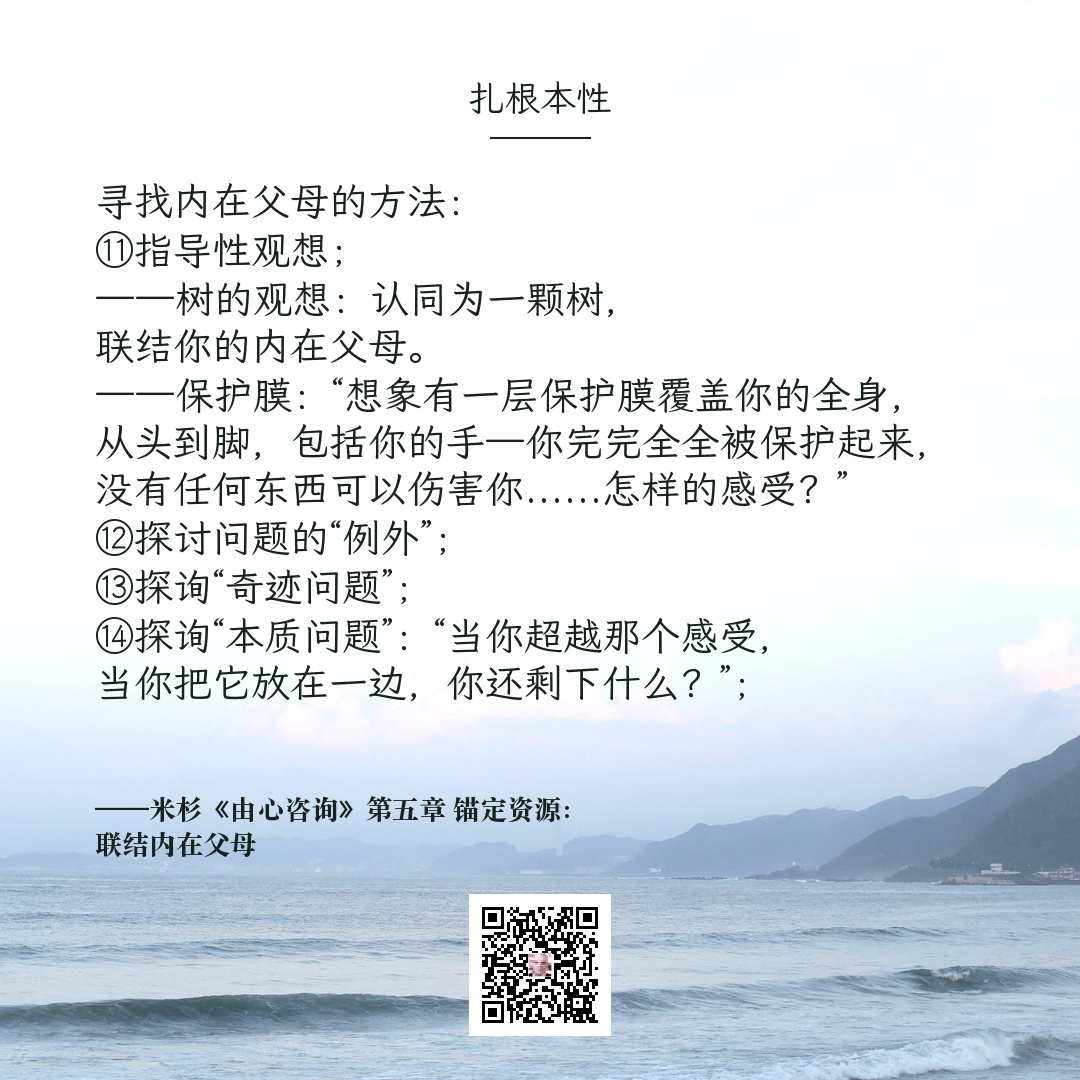 扎根本性
寻找内在父母的方法：
⑪指导性观想；
——树的观想：认同为一颗树，
联结你的内在父母。
——保护膜：“想象有一层保护膜覆盖你的全身，
从头到脚，包括你的手—你完完全全被保护起来，
没有任何东西可以伤害你……怎样的感受？”
⑫探讨问题的“例外”；
⑬探询“奇迹问题”；
⑭探询“本质问题”：“当你超越那个感受，
当你把它放在一边，你还剩下什么？”；
——米杉《由心咨询》第五章 锚定资源：
联结内在父母